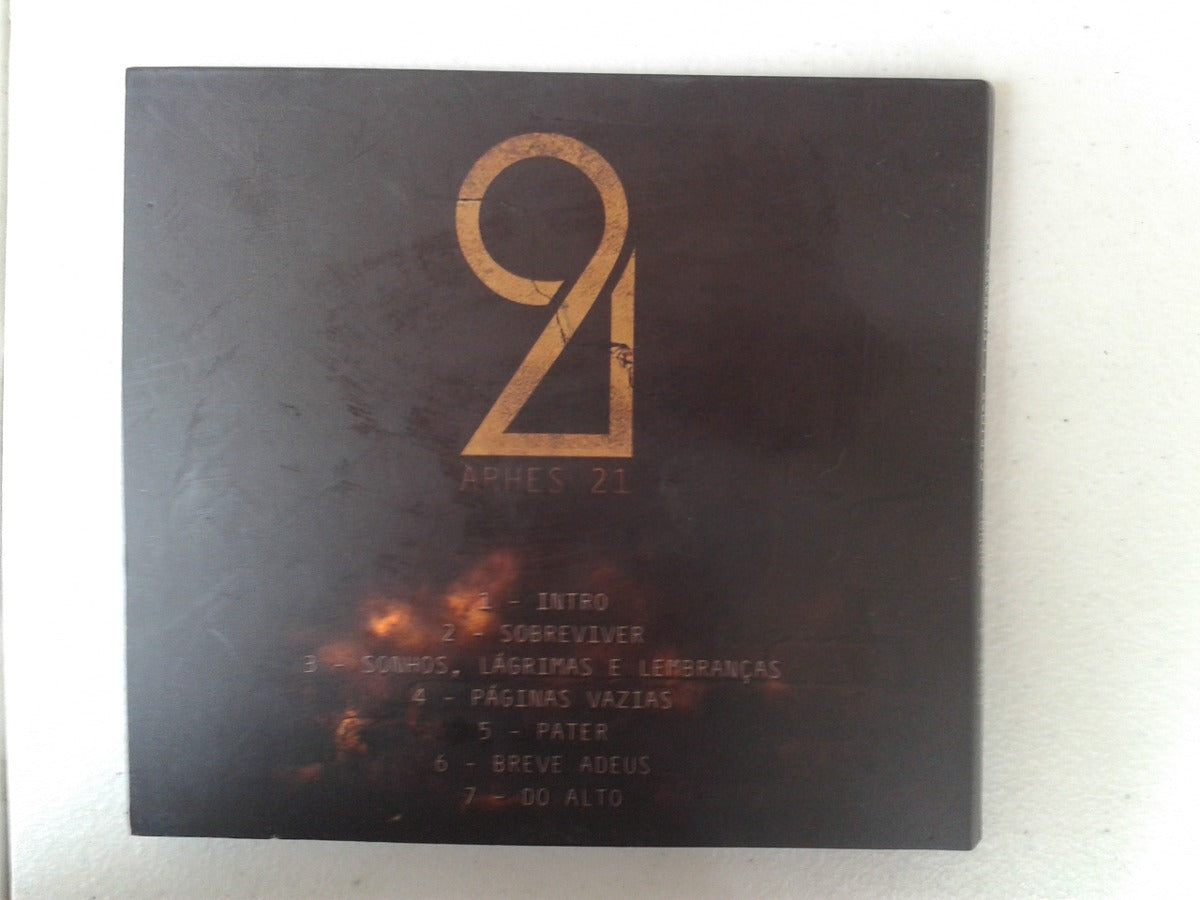 21
ARHES 21
1 - INTRO
2 - SOBREVIVER
3 - SONHOS, LÁGRIMAS E LEMBRANÇAS
4 - PÁGINAS VAZIAS
5 - PATER
6 - BREVE ADEUS
7 - DO ALTO